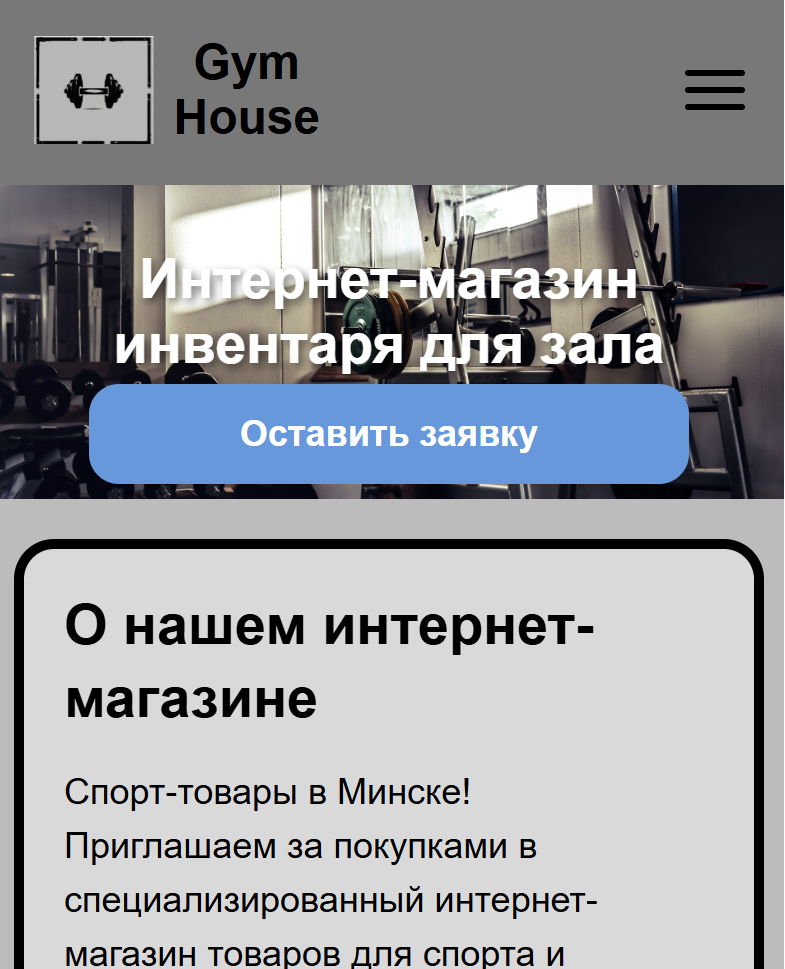 Gym
House
Интернет-магазин
инвентаря для зала
Оставить заявку
О нашем интернет-
магазине
Спорт-товары в Минске!
Приглашаем за покупками в
специализированный интернет-
магазин товаров для спорта и